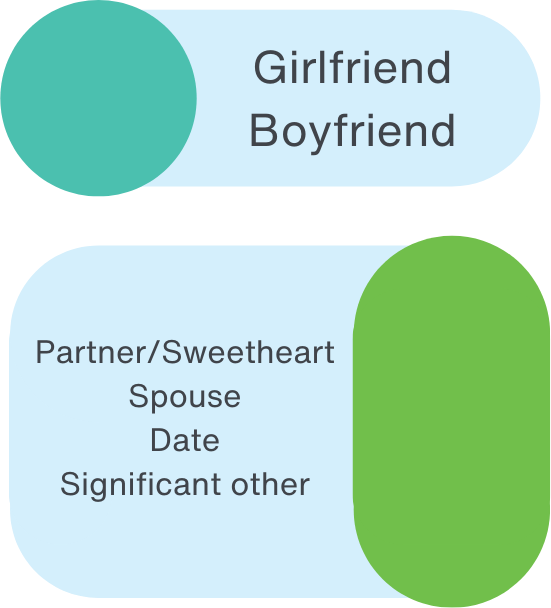 Girlfriend
Boyfriend
Partner/Sweetheart
Spouse
Date
Significant other